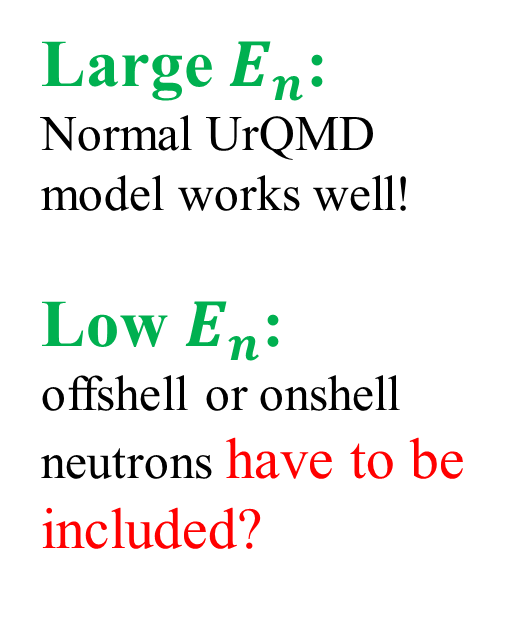 Large Eₙ:
Normal UrQMD
model works well!
Low Eₙ:
offshell or onshell
neutrons have to be
included?